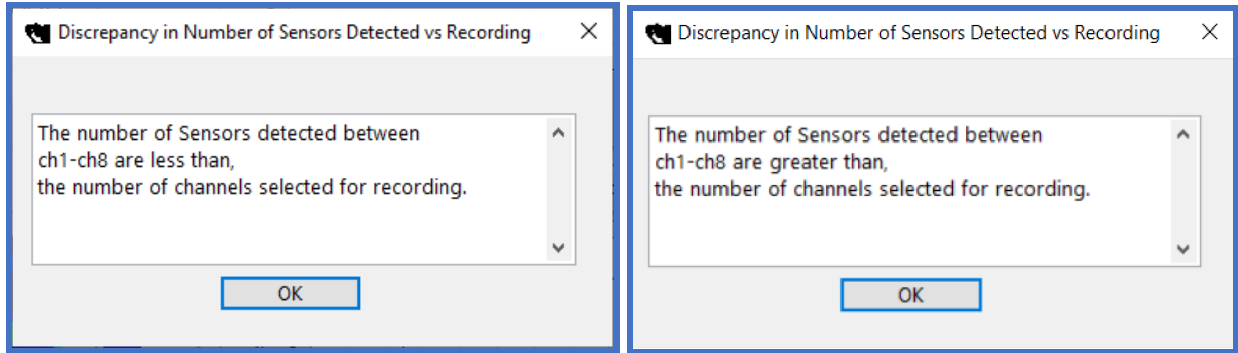 Discrepancy in Number of Sensors Detected vs Recording
The number of Sensors detected between
ch1-ch8 are less than,
the number of channels selected for recording.
OK
Discrepancy in Number of Sensors Detected vs Recording
The number of Sensors detected between
ch1-ch8 are greater than,
the number of channels selected for recording.
OK